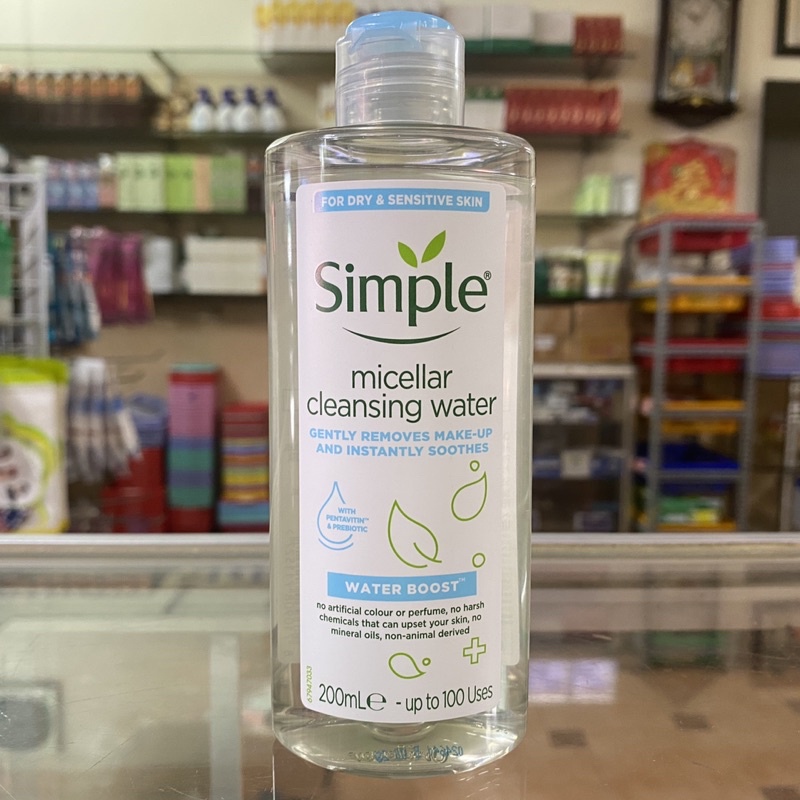 FOR DRY & SENSITIVE SKIN
Simple®
micellar
cleansing water
GENTLY REMOVES MAKE-UP
AND INSTANTLY SOOTHES
WITH
PENTAVITIN™
& PREBIOTIC
WATER BOOST™
no artificial colour or perfume, no harsh
chemicals that can upset your skin, no
mineral oils, non-animal derived
67947033
200mLe - up to 100 Uses